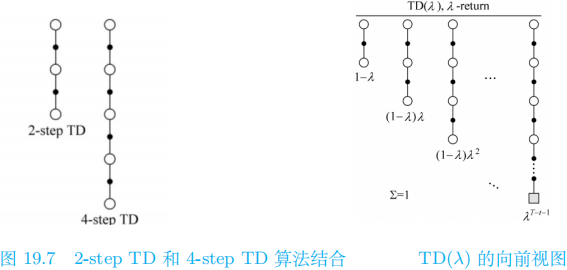 2-step TD
4-step TD
TD(λ), λ-return
1−λ
(1−λ)λ
(1−λ)λ²
...
Σ=1
λ^{T−t−1}
图 19.7 2-step TD 和 4-step TD 算法结合
TD(λ) 的向前视图